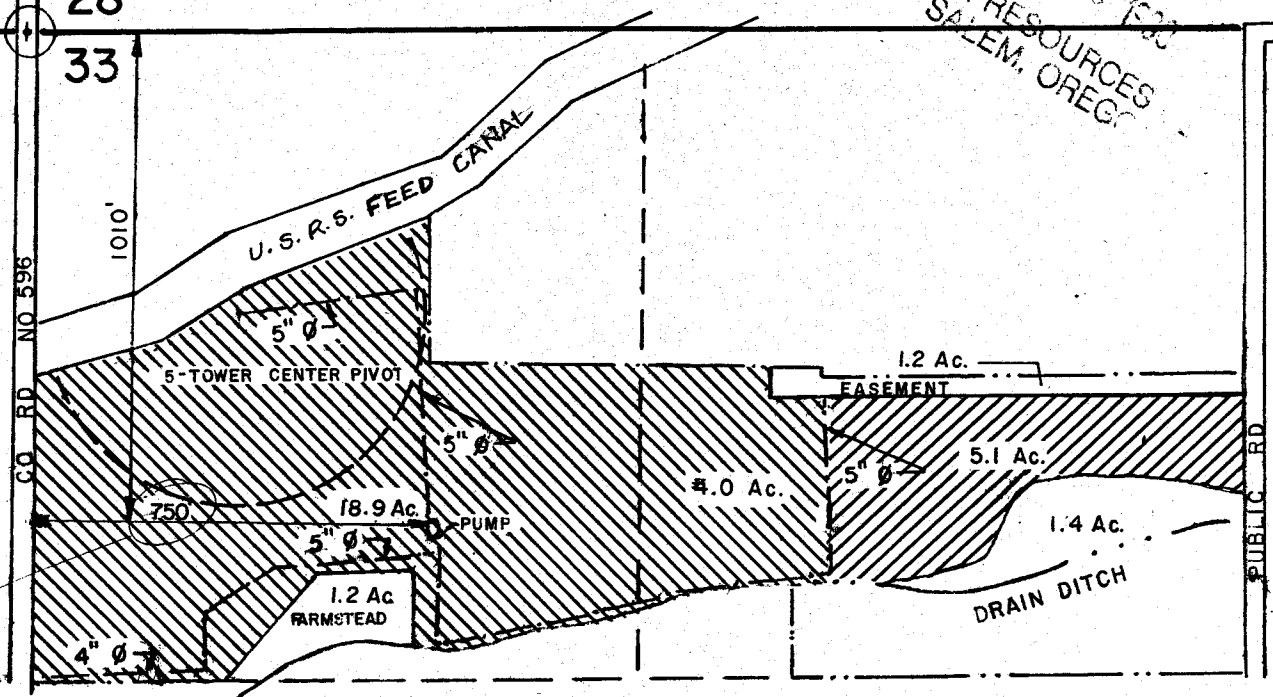 28
33
RESOURCES
SALEM, OREG
U.S.R.S. FEED CANAL
1010'
CO RD NO 596
5" Ø
5-TOWER CENTER PIVOT
1.2 Ac.
EASEMENT
5" Ø
5" Ø
5.1 Ac.
4.0 Ac.
750'
18.9 Ac.
PUMP
5" Ø
1.4 Ac.
PUBLIC RD
1.2 Ac
FARMSTEAD
DRAIN DITCH
4" Ø